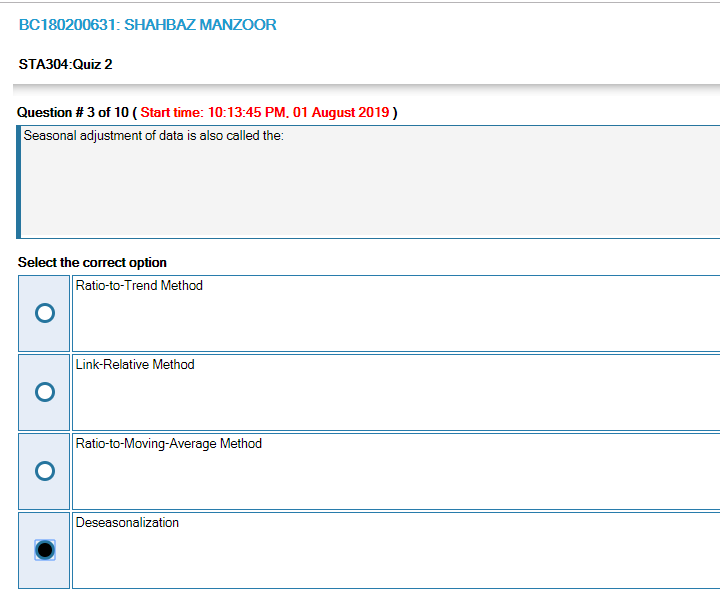 BC180200631: SHAHBAZ MANZOOR
STA304:Quiz 2
Question # 3 of 10 ( Start time: 10:13:45 PM, 01 August 2019 )
Seasonal adjustment of data is also called the:
Select the correct option
Ratio-to-Trend Method
Link-Relative Method
Ratio-to-Moving-Average Method
Deseasonalization